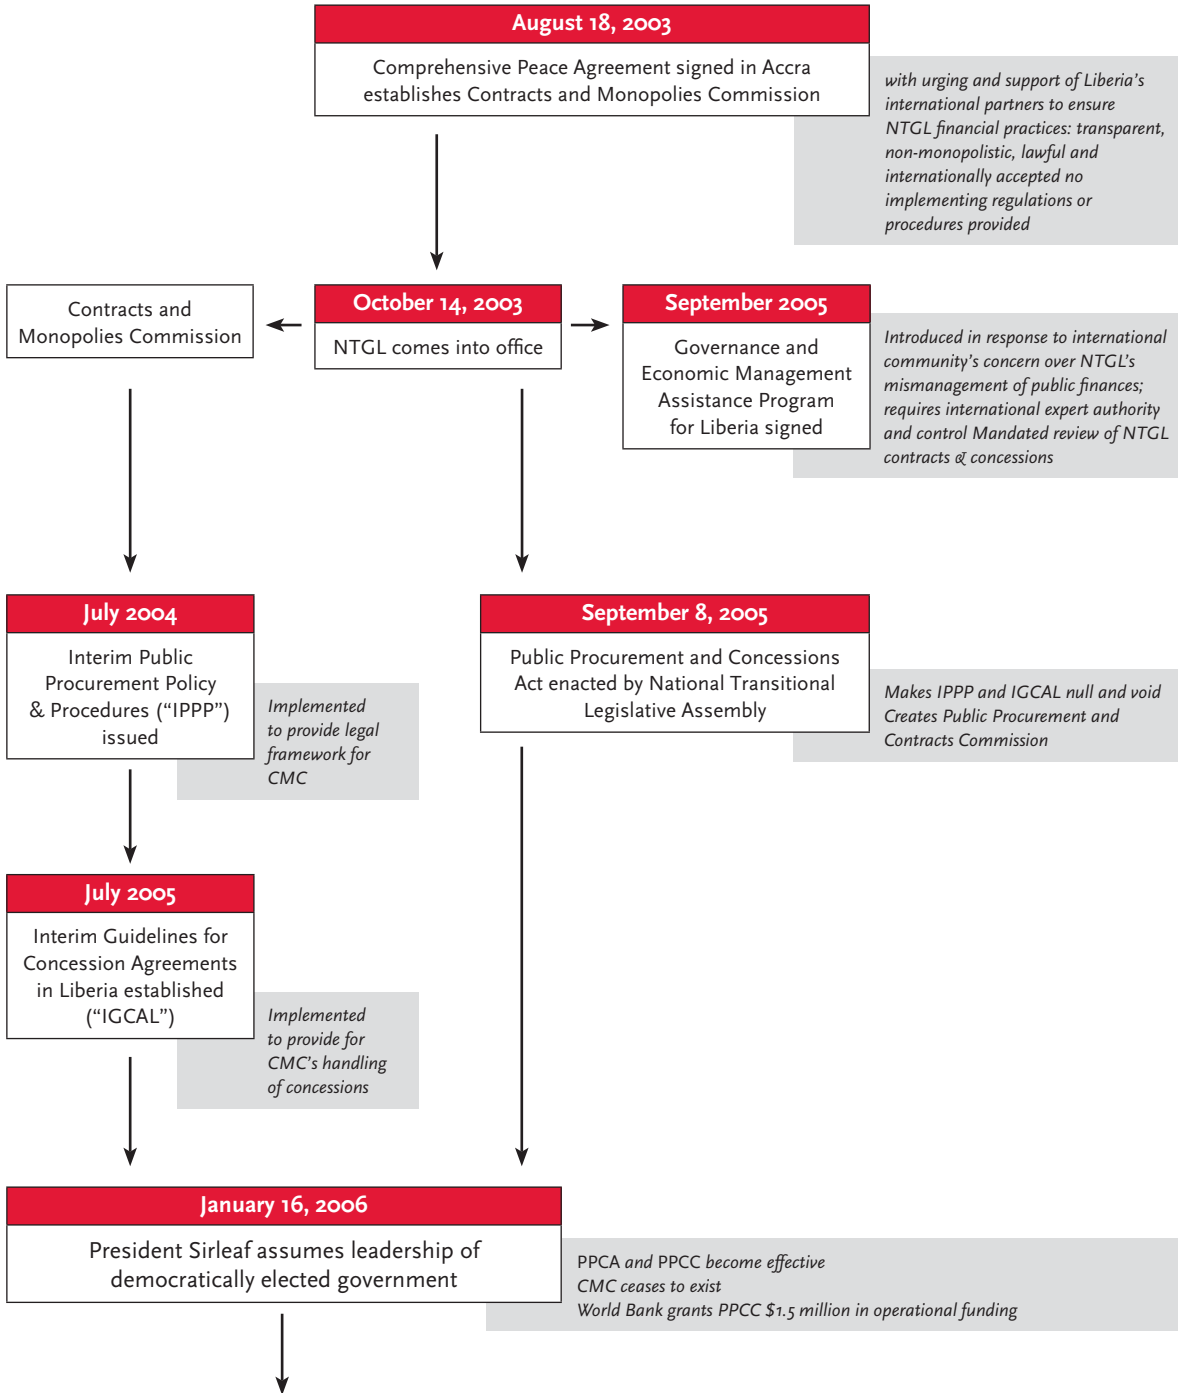 August 18, 2003
Comprehensive Peace Agreement signed in Accra
establishes Contracts and Monopolies Commission
with urging and support of Liberia's
international partners to ensure
NTGL financial practices: transparent,
non-monopolistic, lawful and
internationally accepted no
implementing regulations or
procedures provided
Contracts and
Monopolies Commission
October 14, 2003
NTGL comes into office
September 2005
Governance and
Economic Management
Assistance Program
for Liberia signed
Introduced in response to international
community's concern over NTGL's
mismanagement of public finances;
requires international expert authority
and control Mandated review of NTGL
contracts & concessions
July 2004
Interim Public
Procurement Policy
& Procedures (“IPPP”)
issued
Implemented
to provide legal
framework for
CMC
September 8, 2005
Public Procurement and Concessions
Act enacted by National Transitional
Legislative Assembly
Makes IPPP and IGCAL null and void
Creates Public Procurement and
Contracts Commission
July 2005
Interim Guidelines for
Concession Agreements
in Liberia established
(“IGCAL”)
Implemented
to provide for
CMC's handling
of concessions
January 16, 2006
President Sirleaf assumes leadership of
democratically elected government
PPCA and PPCC become effective
CMC ceases to exist
World Bank grants PPCC $1.5 million in operational funding